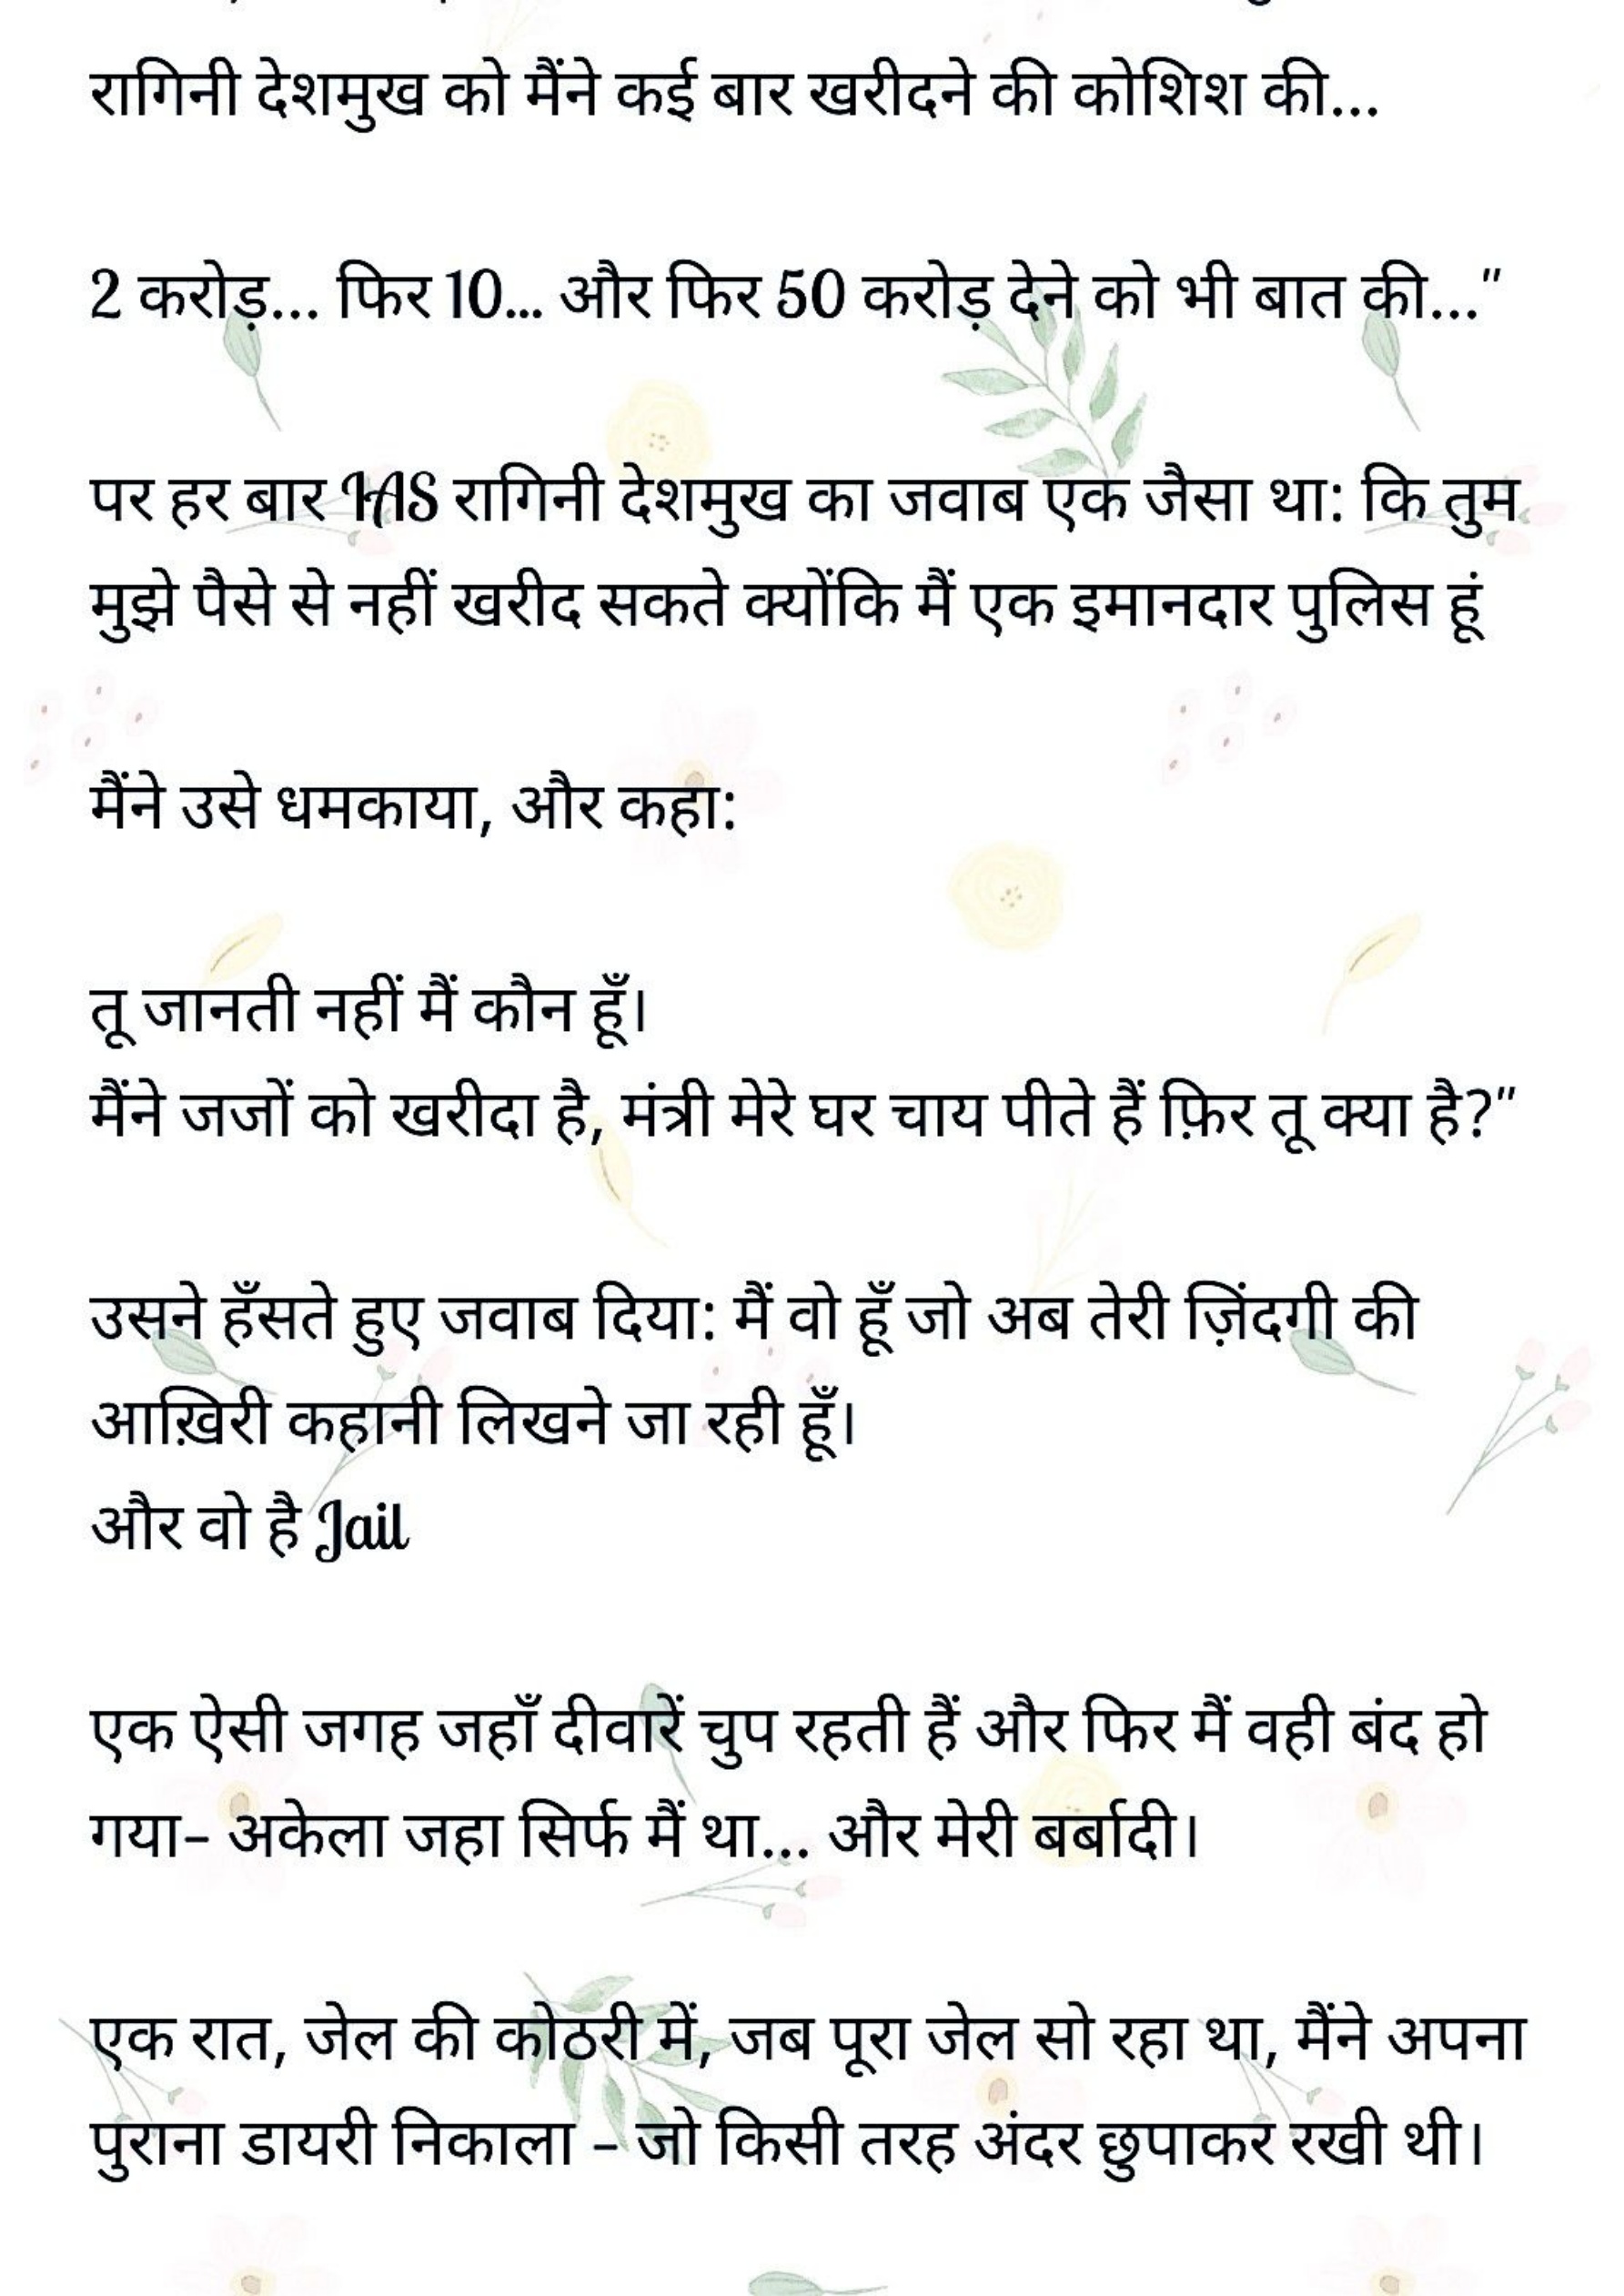 रागिनी देशमुख को मैंने कई बार खरीदने की कोशिश की...
2 करोड़... फिर 10... और फिर 50 करोड़ देने को भी बात की..."
पर हर बार IAS रागिनी देशमुख का जवाब एक जैसा था: कि तुम
मुझे पैसे से नहीं खरीद सकते क्योंकि मैं एक इमानदार पुलिस हूं
मैंने उसे धमकाया, और कहा:
तू जानती नहीं मैं कौन हूँ।
मैंने जजों को खरीदा है, मंत्री मेरे घर चाय पीते हैं फ़िर तू क्या है?"
उसने हँसते हुए जवाब दिया: मैं वो हूँ जो अब तेरी ज़िंदगी की
आख़िरी कहानी लिखने जा रही हूँ।
और वो है Jail
एक ऐसी जगह जहाँ दीवारें चुप रहती हैं और फिर मैं वही बंद हो
गया– अकेला जहा सिर्फ मैं था... और मेरी बर्बादी।
एक रात, जेल की कोठरी में, जब पूरा जेल सो रहा था, मैंने अपना
पुराना डायरी निकाला – जो किसी तरह अंदर छुपाकर रखी थी।